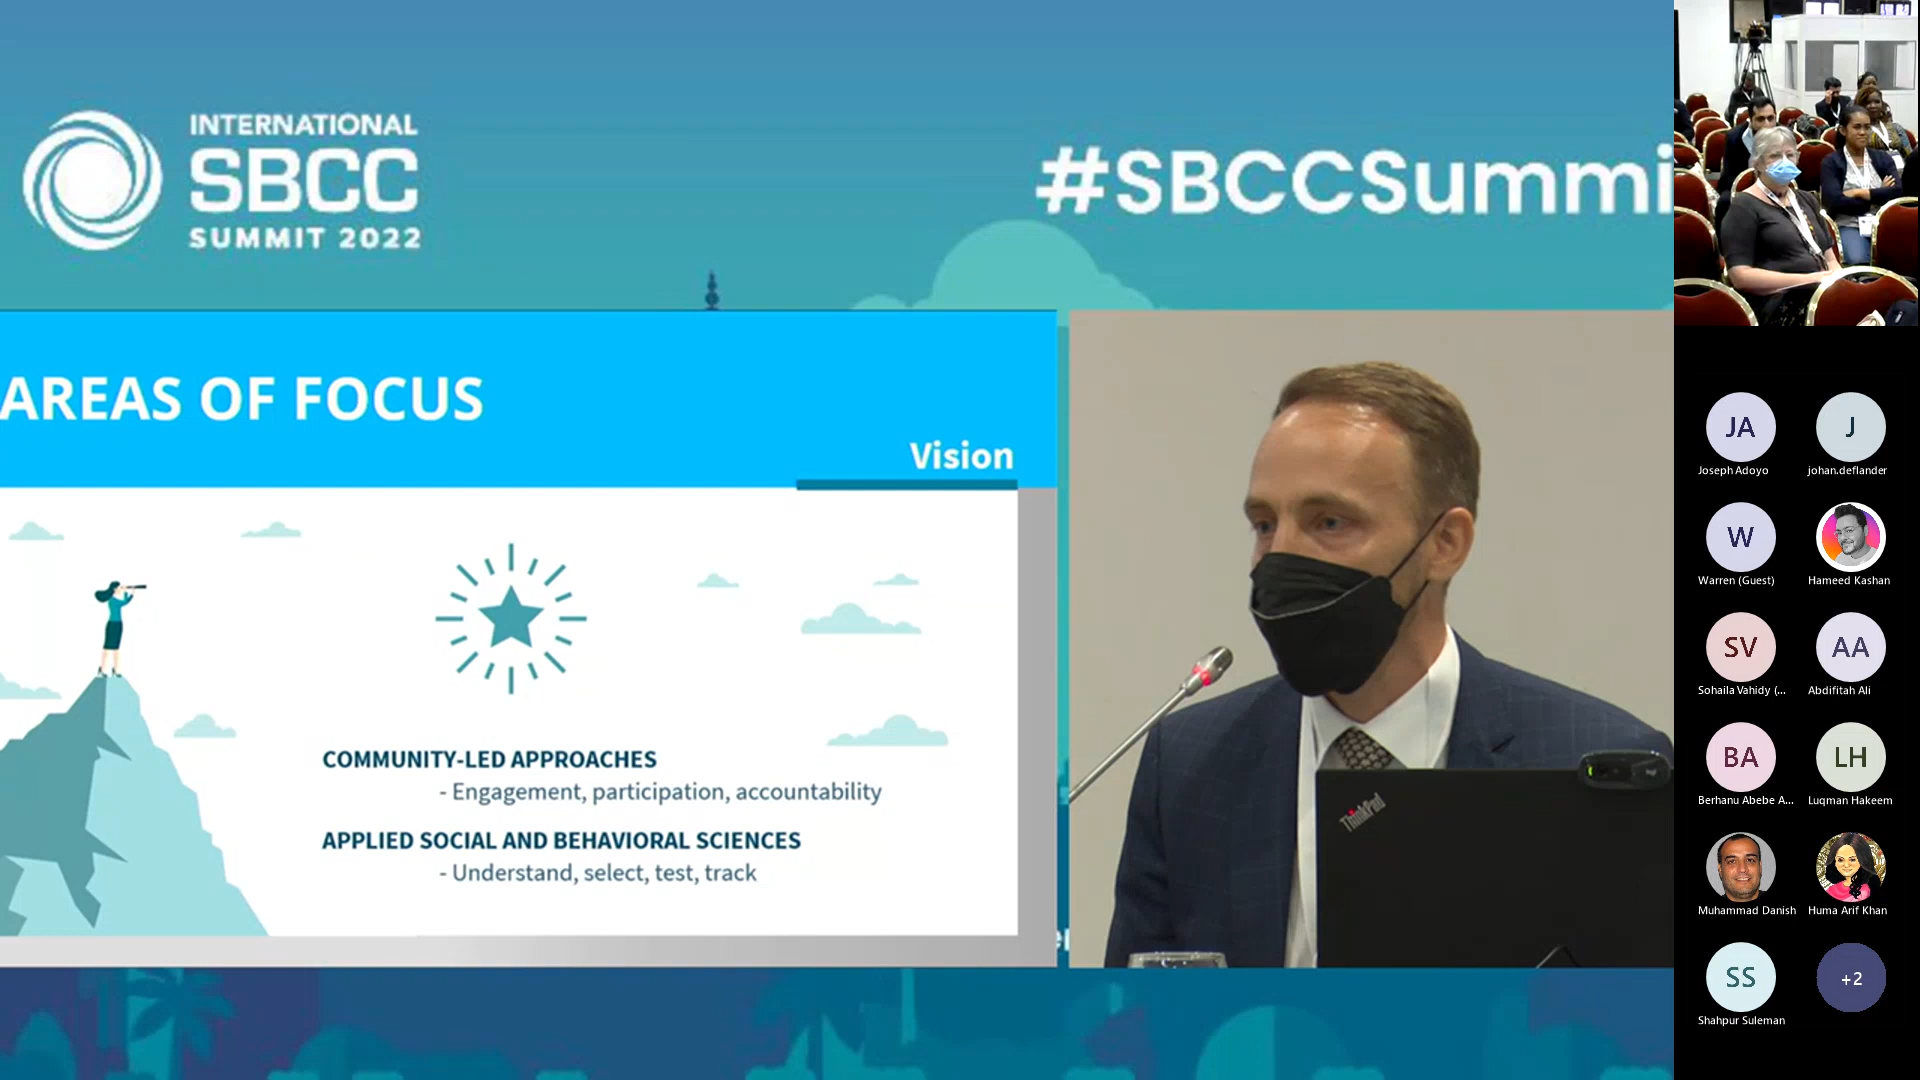 INTERNATIONAL
SBCC
SUMMIT 2022
#SBCCSummi
AREAS OF FOCUS
Vision
COMMUNITY-LED APPROACHES
- Engagement, participation, accountability
APPLIED SOCIAL AND BEHAVIORAL SCIENCES
- Understand, select, test, track
ThinkPad
JA
Joseph Adoyo
J
johan.deflander
W
Warren (Guest)
Hameed Kashan
SV
Sohaila Vahidy (...
AA
Abdifitah Ali
BA
Berhanu Abebe A...
LH
Luqman Hakeem
Muhammad Danish
Huma Arif Khan
SS
Shahpur Suleman
+2